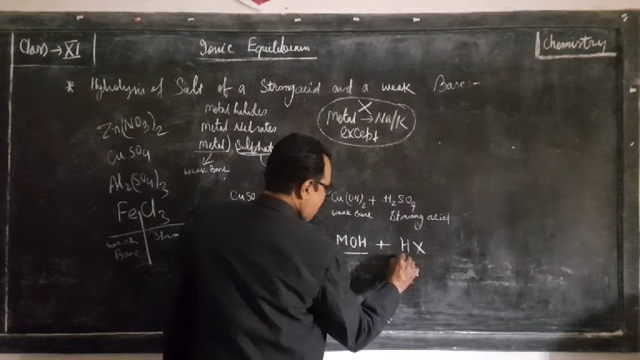 Class → XI
Ionic Equilibrium
Chemistry
* Hydrolysis of Salt of a Strong acid and a weak Base:-
Metal halides
Metal Nitrates
Metal Sulphate
weak Base
Metal → Na/K
X
except
Zn(NO3)2
CuSO4
Al2(SO4)3
FeCl3
weak
Base
CuSO
Cu(OH)2 + H2SO4
weak Base Strong acid
MOH + HX